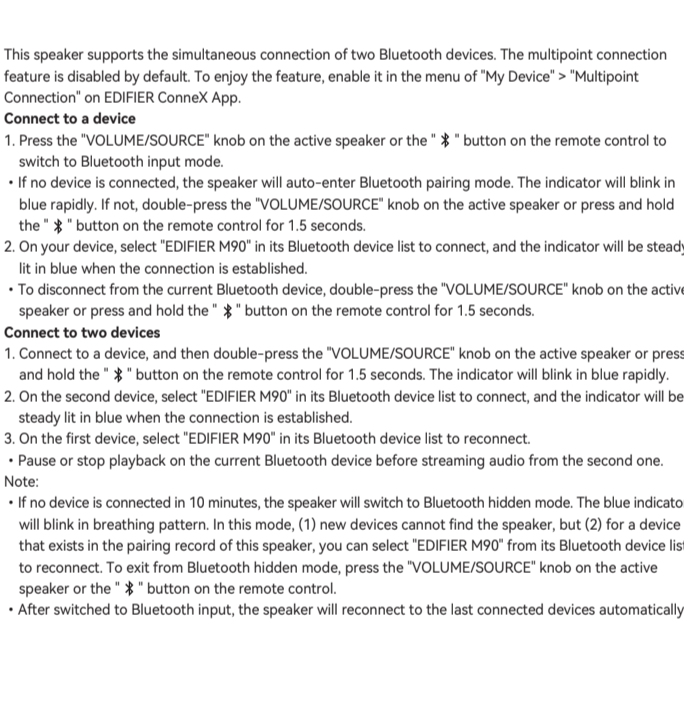 This speaker supports the simultaneous connection of two Bluetooth devices. The multipoint connection
feature is disabled by default. To enjoy the feature, enable it in the menu of "My Device" > "Multipoint
Connection" on EDIFIER ConneX App.
Connect to a device
1. Press the "VOLUME/SOURCE" knob on the active speaker or the " " button on the remote control to
switch to Bluetooth input mode.
• If no device is connected, the speaker will auto-enter Bluetooth pairing mode. The indicator will blink in
blue rapidly. If not, double-press the "VOLUME/SOURCE" knob on the active speaker or press and hold
the " " button on the remote control for 1.5 seconds.
2. On your device, select "EDIFIER M90" in its Bluetooth device list to connect, and the indicator will be steady
lit in blue when the connection is established.
• To disconnect from the current Bluetooth device, double-press the "VOLUME/SOURCE" knob on the active
speaker or press and hold the " " button on the remote control for 1.5 seconds.
Connect to two devices
1. Connect to a device, and then double-press the "VOLUME/SOURCE" knob on the active speaker or press
and hold the " " button on the remote control for 1.5 seconds. The indicator will blink in blue rapidly.
2. On the second device, select "EDIFIER M90" in its Bluetooth device list to connect, and the indicator will be
steady lit in blue when the connection is established.
3. On the first device, select "EDIFIER M90" in its Bluetooth device list to reconnect.
• Pause or stop playback on the current Bluetooth device before streaming audio from the second one.
Note:
• If no device is connected in 10 minutes, the speaker will switch to Bluetooth hidden mode. The blue indicato
will blink in breathing pattern. In this mode, (1) new devices cannot find the speaker, but (2) for a device
that exists in the pairing record of this speaker, you can select "EDIFIER M90" from its Bluetooth device list
to reconnect. To exit from Bluetooth hidden mode, press the "VOLUME/SOURCE" knob on the active
speaker or the " " button on the remote control.
• After switched to Bluetooth input, the speaker will reconnect to the last connected devices automatically